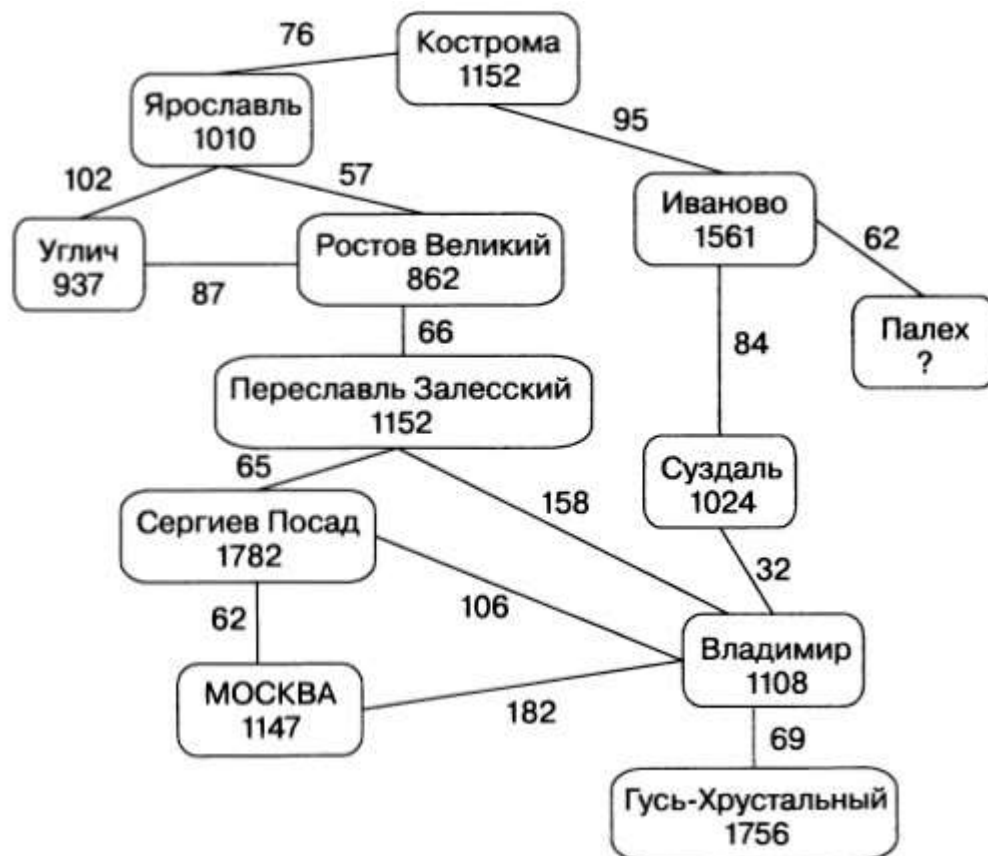 76
Кострома
1152
Ярославль
1010
95
102
57
Иваново
1561
62
Углич
937
Ростов Великий
862
87
Палех
?
66
84
Переславль Залесский
1152
65
158
Суздаль
1024
Сергиев Посад
1782
32
106
62
Владимир
1108
МОСКВА
1147
182
69
Гусь-Хрустальный
1756